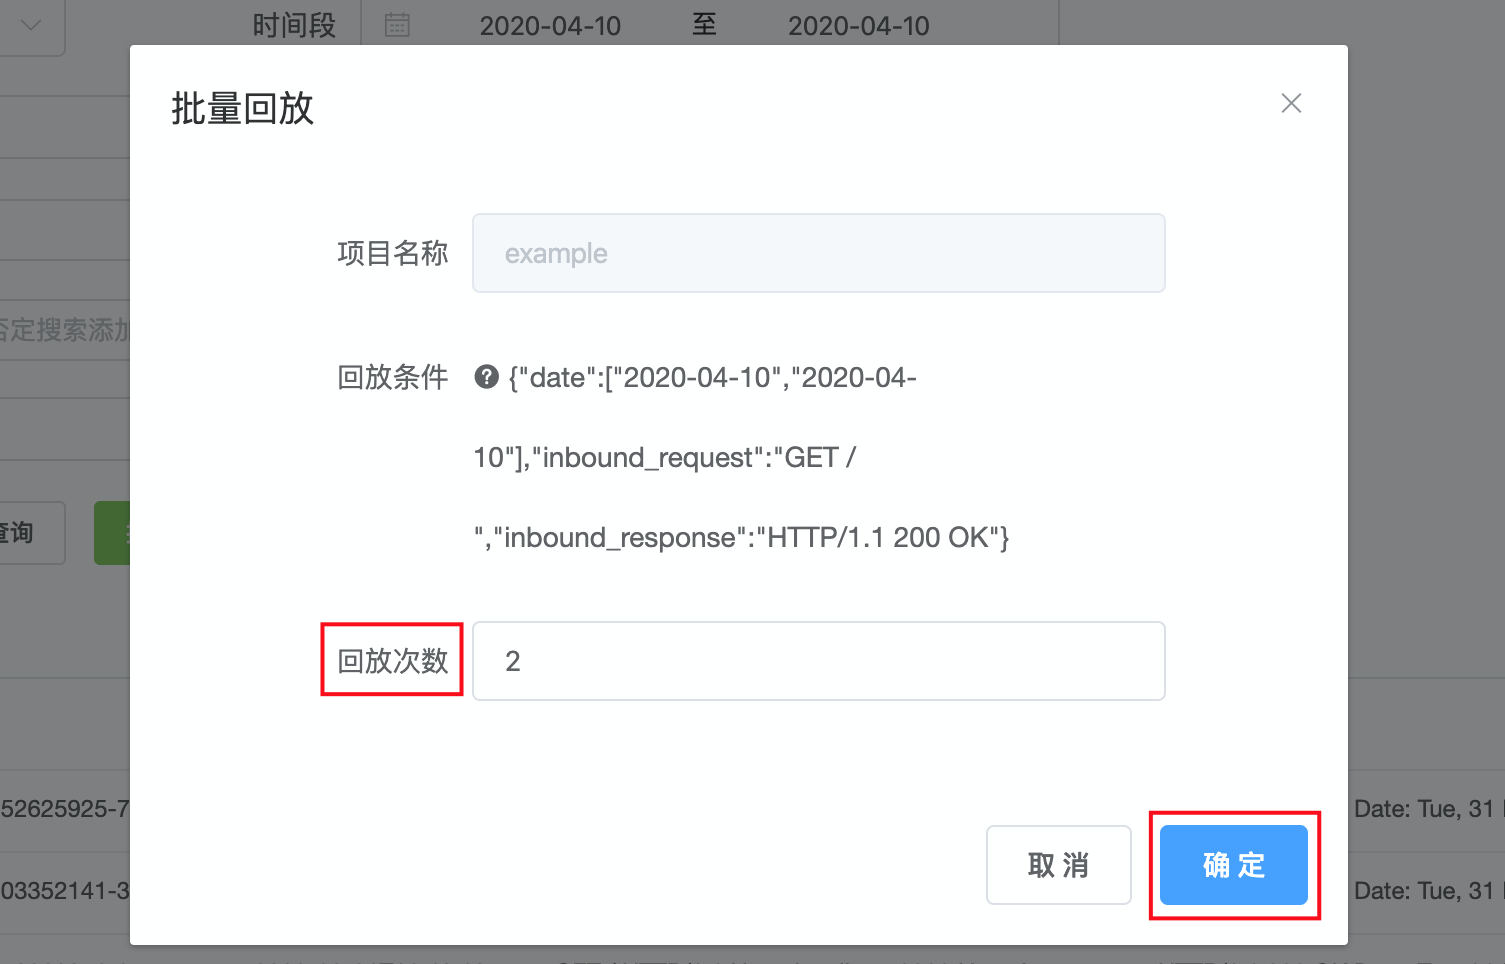 时间段 2020-04-10 至 2020-04-10
批量回放
项目名称 example
否定搜索添加
回放条件 {"date":["2020-04-10","2020-04-
10"],"inbound_request":"GET /
","inbound_response":"HTTP/1.1 200 OK"}
查询
回放次数 2
52625925-7 Date: Tue, 31
取 消 确 定
03352141-3 Date: Tue, 31